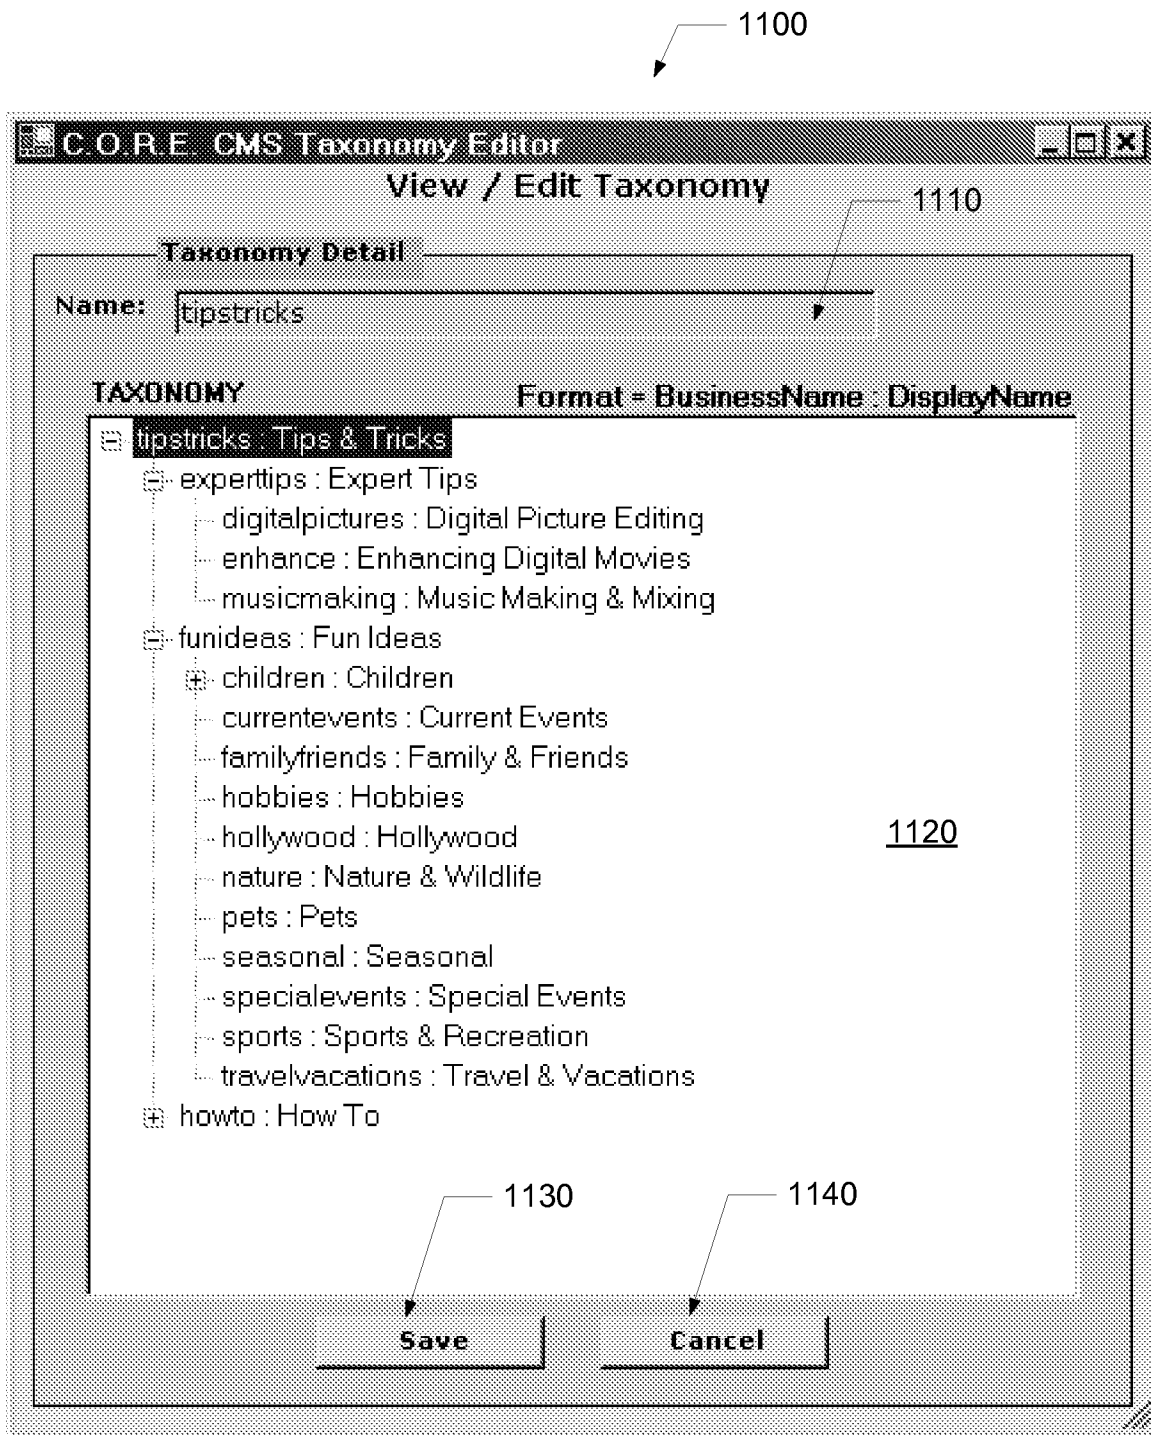 1100
C.O.R.E. CMS Taxonomy Editor
View / Edit Taxonomy
1110
Taxonomy Detail
Name: tipstricks
TAXONOMY Format = BusinessName : DisplayName
tipstricks : Tips & Tricks
experttips : Expert Tips
digitalpictures : Digital Picture Editing
enhance : Enhancing Digital Movies
musicmaking : Music Making & Mixing
funideas : Fun Ideas
children : Children
currentevents : Current Events
familyfriends : Family & Friends
hobbies : Hobbies
hollywood : Hollywood
1120
nature : Nature & Wildlife
pets : Pets
seasonal : Seasonal
specialevents : Special Events
sports : Sports & Recreation
travelvacations : Travel & Vacations
howto : How To
1130 1140
Save Cancel